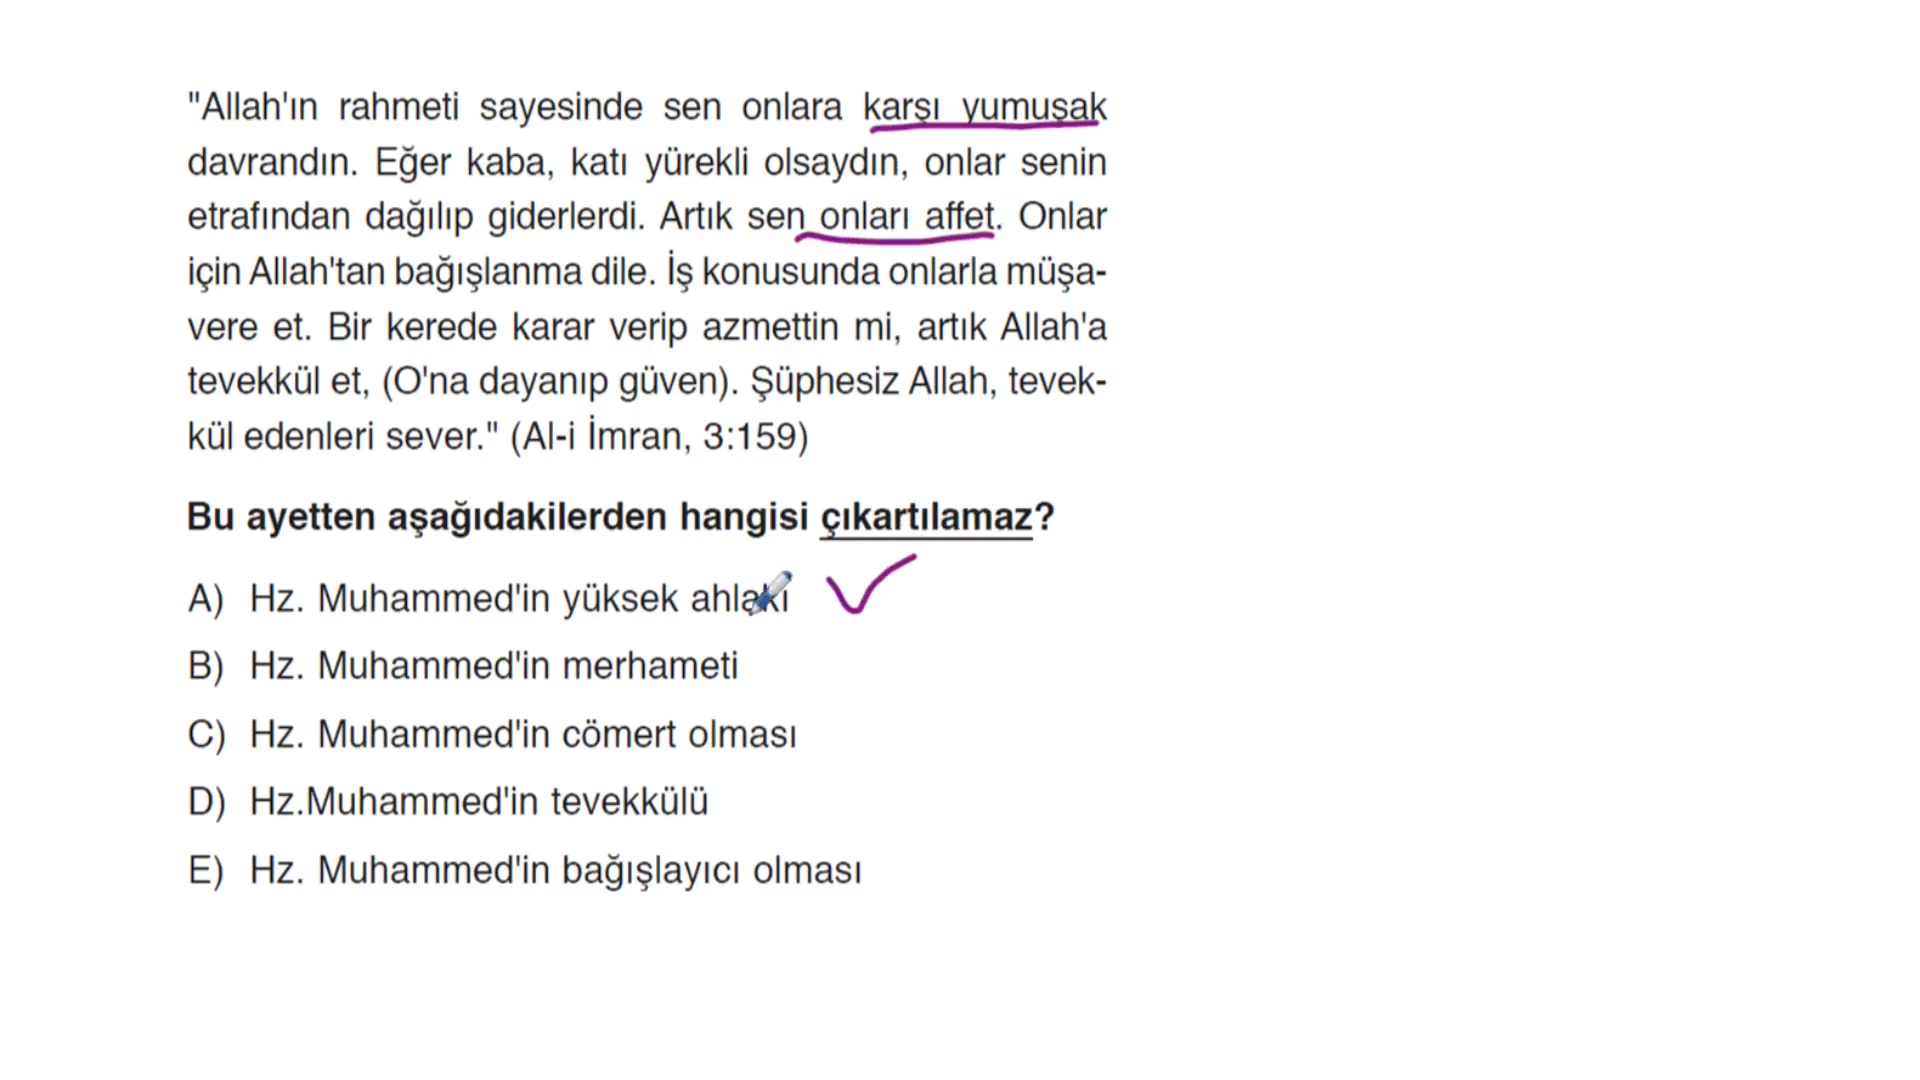 "Allah'ın rahmeti sayesinde sen onlara karşı yumuşak
davrandın. Eğer kaba, katı yürekli olsaydın, onlar senin
etrafından dağılıp giderlerdi. Artık sen onları affet. Onlar
için Allah'tan bağışlanma dile. İş konusunda onlarla müşa-
vere et. Bir kerede karar verip azmettin mi, artık Allah'a
tevekkül et, (O'na dayanıp güven). Şüphesiz Allah, tevek-
kül edenleri sever." (Al-i İmran, 3:159)
Bu ayetten aşağıdakilerden hangisi çıkartılamaz?
A) Hz. Muhammed'in yüksek ahlakı
B) Hz. Muhammed'in merhameti
C) Hz. Muhammed'in cömert olması
D) Hz.Muhammed'in tevekkülü
E) Hz. Muhammed'in bağışlayıcı olması